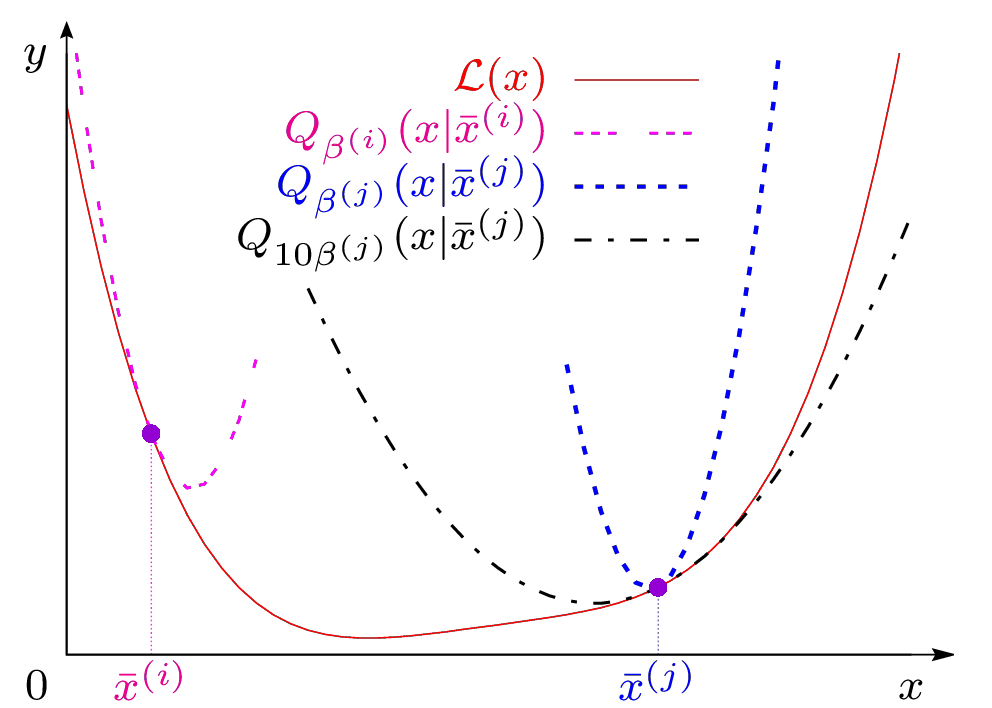 y
ℒ(x)
Q_{β^{(i)}}(x|x̄^{(i)})
Q_{β^{(j)}}(x|x̄^{(j)})
Q_{10β^{(j)}}(x|x̄^{(j)})
0 x̄^{(i)} x̄^{(j)} x